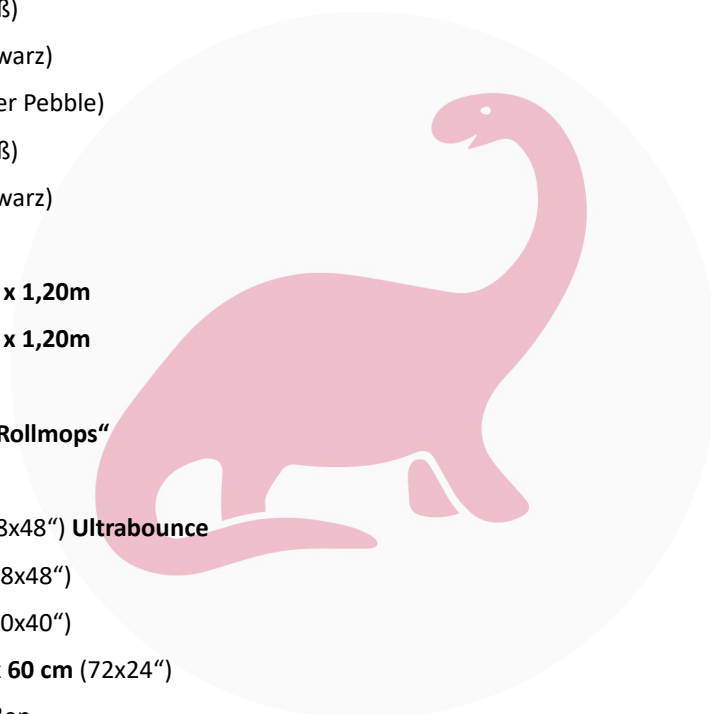 ß)
warz)
er Pebble)
ß)
warz)
x 1,20m
x 1,20m
Rollmops“
8x48“) Ultrabounce
8x48“)
0x40“)
60 cm (72x24“)